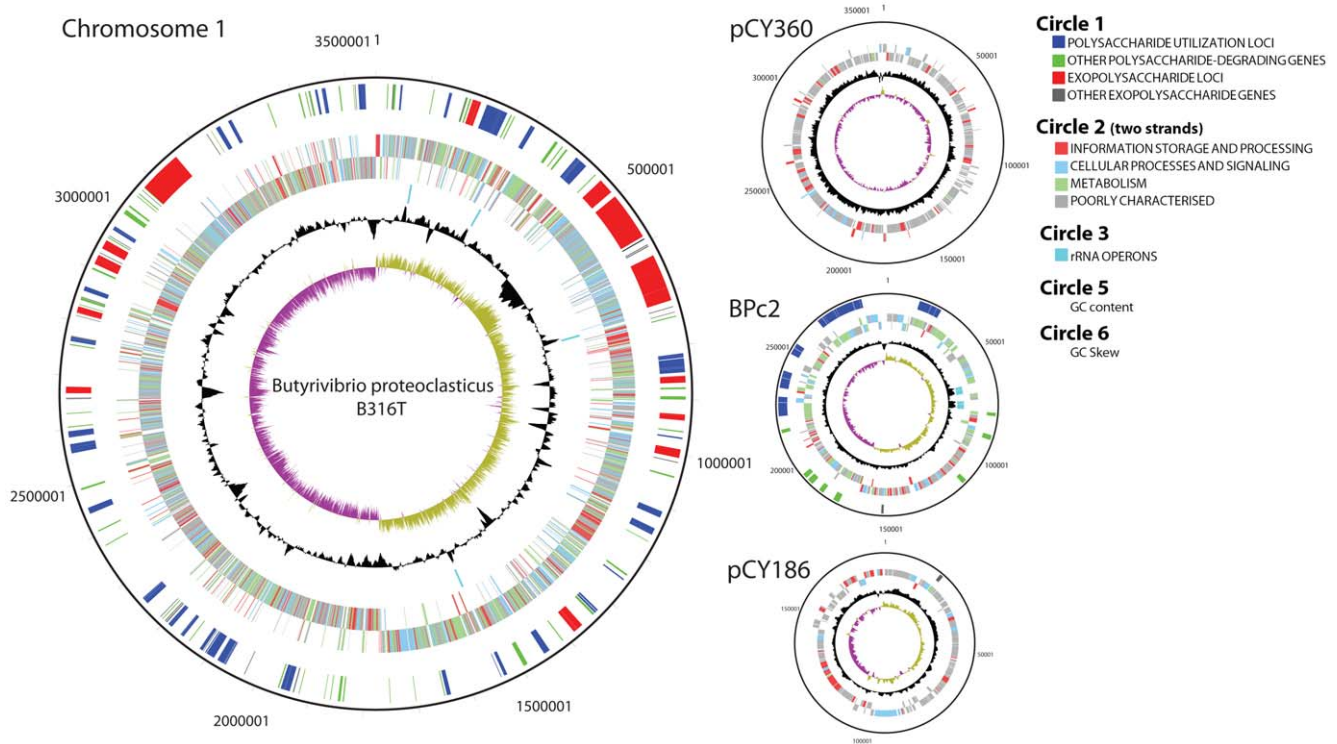 Chromosome 1
3500001
1
500001
1000001
1500001
2000001
2500001
3000001
Butyrivibrio proteoclasticus
B316T
pCY360
350001
1
50001
100001
150001
200001
250001
300001
BPc2
1
50001
100001
150001
200001
250001
pCY186
1
50001
100001
150001
Circle 1
POLYSACCHARIDE UTILIZATION LOCI
OTHER POLYSACCHARIDE-DEGRADING GENES
EXOPOLYSACCHARIDE LOCI
OTHER EXOPOLYSACCHARIDE GENES
Circle 2 (two strands)
INFORMATION STORAGE AND PROCESSING
CELLULAR PROCESSES AND SIGNALING
METABOLISM
POORLY CHARACTERISED
Circle 3
rRNA OPERONS
Circle 5
GC content
Circle 6
GC Skew